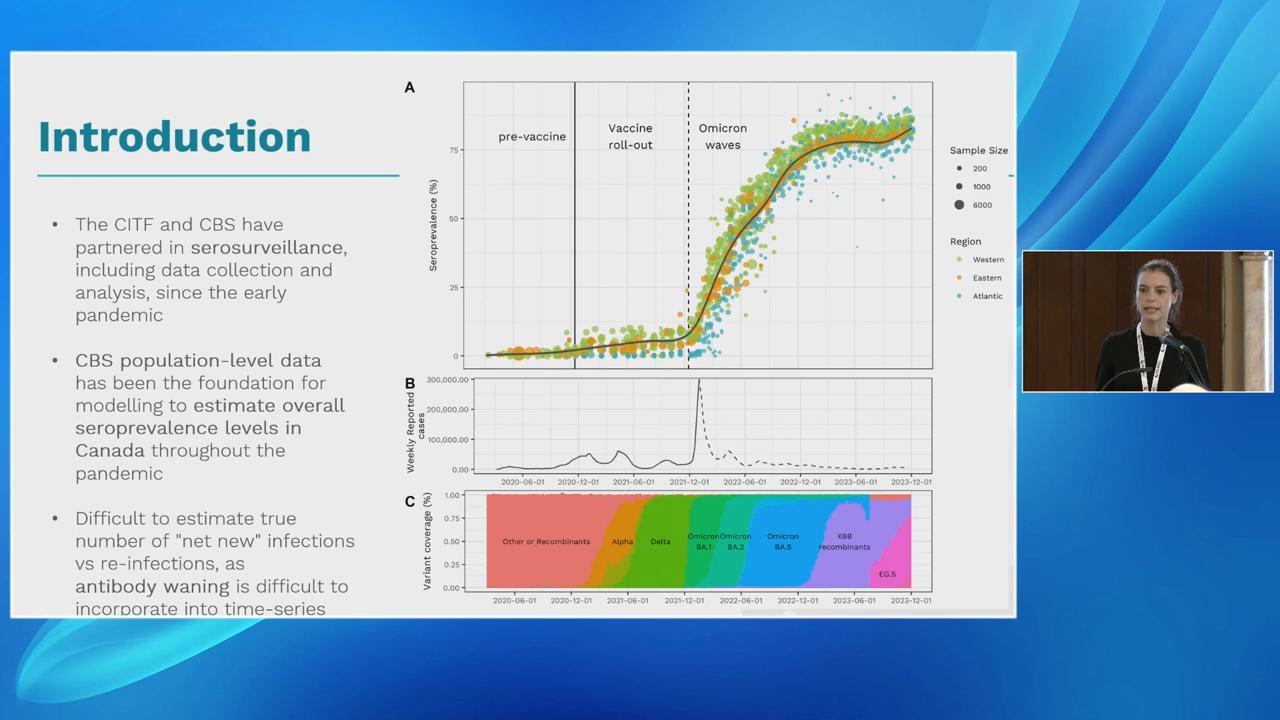 Introduction
• The CITF and CBS have
partnered in serosurveillance,
including data collection and
analysis, since the early
pandemic
• CBS population-level data
has been the foundation for
modelling to estimate overall
seroprevalence levels in
Canada throughout the
pandemic
• Difficult to estimate true
number of "net new" infections
vs re-infections, as
antibody waning is difficult to
incorporate into time-series
A
Seroprevalence (%)
75
50
25
0
pre-vaccine
Vaccine
roll-out
Omicron
waves
Sample Size
200
1000
6000
Region
Western
Eastern
Atlantic
B
Weekly Reported
cases
300,000.00
200,000.00
100,000.00
0.00
2020-06-01 2020-12-01 2021-06-01 2021-12-01 2022-06-01 2022-12-01 2023-06-01 2023-12-01
C
Variant coverage (%)
1.00
0.75
0.50
0.25
0.00
Other or Recombinants
Alpha
Delta
Omicron
BA.1
Omicron
BA.2
Omicron
BA.5
XBB
recombinants
EG.5
2020-06-01 2020-12-01 2021-06-01 2021-12-01 2022-06-01 2022-12-01 2023-06-01 2023-12-01